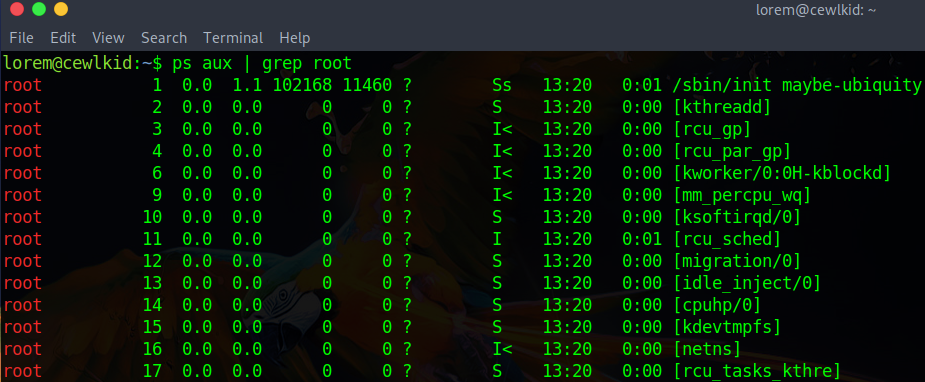 lorem@cewlkid: ~
File Edit View Search Terminal Help
lorem@cewlkid:~$ ps aux | grep root
root 1 0.0 1.1 102168 11460 ? Ss 13:20 0:01 /sbin/init maybe-ubiquity
root 2 0.0 0.0 0 0 ? S 13:20 0:00 [kthreadd]
root 3 0.0 0.0 0 0 ? I< 13:20 0:00 [rcu_gp]
root 4 0.0 0.0 0 0 ? I< 13:20 0:00 [rcu_par_gp]
root 6 0.0 0.0 0 0 ? I< 13:20 0:00 [kworker/0:0H-kblockd]
root 9 0.0 0.0 0 0 ? I< 13:20 0:00 [mm_percpu_wq]
root 10 0.0 0.0 0 0 ? S 13:20 0:00 [ksoftirqd/0]
root 11 0.0 0.0 0 0 ? I 13:20 0:01 [rcu_sched]
root 12 0.0 0.0 0 0 ? S 13:20 0:00 [migration/0]
root 13 0.0 0.0 0 0 ? S 13:20 0:00 [idle_inject/0]
root 14 0.0 0.0 0 0 ? S 13:20 0:00 [cpuhp/0]
root 15 0.0 0.0 0 0 ? S 13:20 0:00 [kdevtmpfs]
root 16 0.0 0.0 0 0 ? I< 13:20 0:00 [netns]
root 17 0.0 0.0 0 0 ? S 13:20 0:00 [rcu_tasks_kthre]